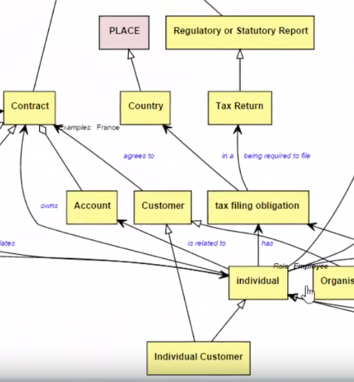 PLACE
Regulatory or Statutory Report
Contract
Country
Tax Return
Examples: France
agrees to
in a
being required to file
Account
Customer
tax filing obligation
owns
lates
is related to
has
Role Employee
individual
Organis
Individual Customer